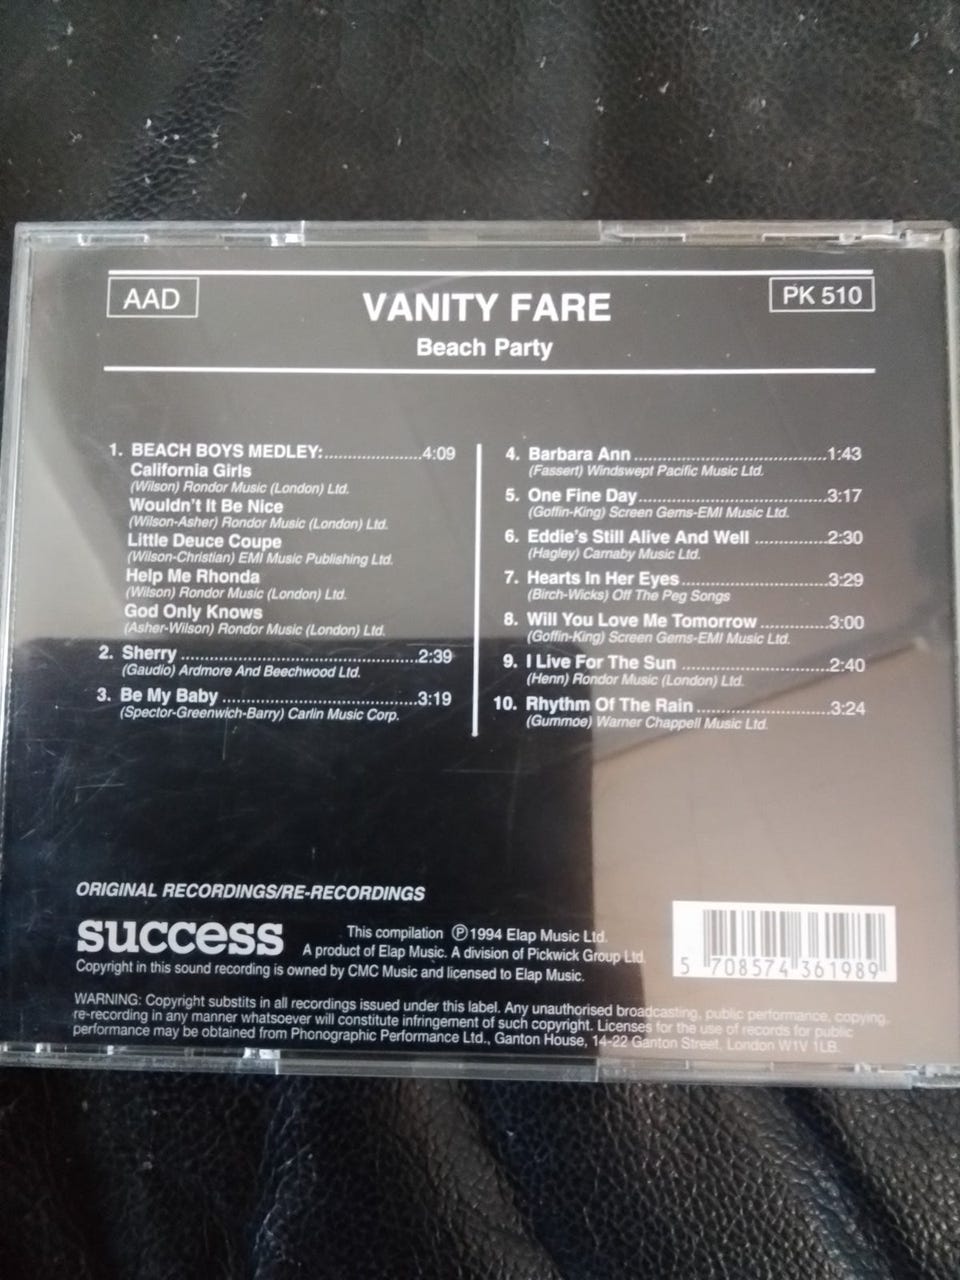 AAD
VANITY FARE
PK 510
Beach Party
1. BEACH BOYS MEDLEY:....................4:09
California Girls
(Wilson) Rondor Music (London) Ltd.
Wouldn't It Be Nice
(Wilson-Asher) Rondor Music (London) Ltd.
Little Deuce Coupe
(Wilson-Christian) EMI Music Publishing Ltd.
Help Me Rhonda
(Wilson) Rondor Music (London) Ltd.
God Only Knows
(Asher-Wilson) Rondor Music (London) Ltd.
2. Sherry ..................................................2:39
(Gaudio) Ardmore And Beechwood Ltd.
3. Be My Baby .........................................3:19
(Spector-Greenwich-Barry) Carlin Music Corp.
4. Barbara Ann ........................................1:43
(Fassert) Windswept Pacific Music Ltd.
5. One Fine Day.......................................3:17
(Goffin-King) Screen Gems-EMI Music Ltd.
6. Eddie's Still Alive And Well ...............2:30
(Hagley) Carnaby Music Ltd.
7. Hearts In Her Eyes...............................3:29
(Birch-Wicks) Off The Peg Songs
8. Will You Love Me Tomorrow ..............3:00
(Goffin-King) Screen Gems-EMI Music Ltd.
9. I Live For The Sun ...............................2:40
(Henn) Rondor Music (London) Ltd.
10. Rhythm Of The Rain ............................3:24
(Gummoe) Warner Chappell Music Ltd.
ORIGINAL RECORDINGS/RE-RECORDINGS
success
This compilation ℗1994 Elap Music Ltd.
A product of Elap Music. A division of Pickwick Group Ltd.
Copyright in this sound recording is owned by CMC Music and licensed to Elap Music.
5 708574 361989
WARNING: Copyright substits in all recordings issued under this label. Any unauthorised broadcasting, public performance, copying,
re-recording in any manner whatsoever will constitute infringement of such copyright. Licenses for the use of records for public
performance may be obtained from Phonographic Performance Ltd., Ganton House, 14-22 Ganton Street, London W1V 1LB.